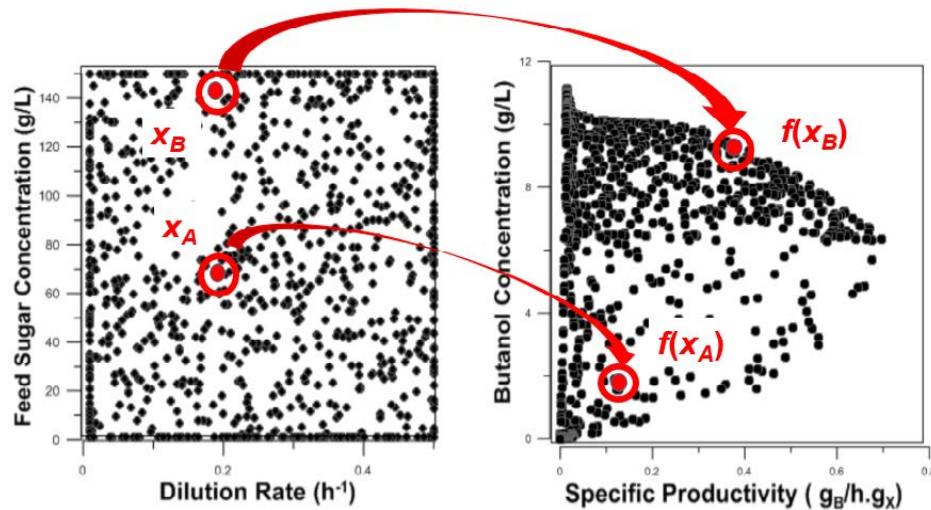 Feed Sugar Concentration (g/L)
140
120
100
80
60
40
20
0
0
0.2
0.4
Dilution Rate (h⁻¹)
x_B
x_A
Butanol Concentration (g/L)
12
8
4
0
0
0.2
0.4
0.6
Specific Productivity ( g_B/h.g_X)
f(x_B)
f(x_A)